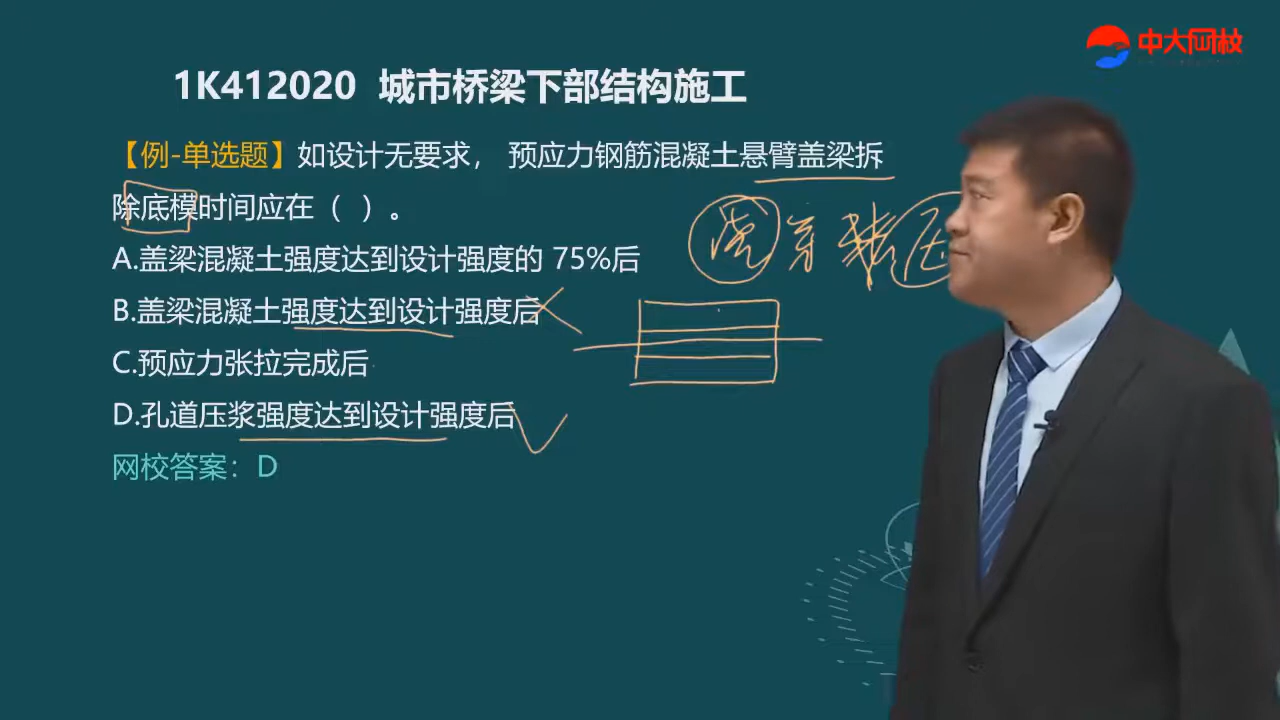 中大网校
1K412020 城市桥梁下部结构施工
【例-单选题】如设计无要求， 预应力钢筋混凝土悬臂盖梁拆
除底模时间应在（ ）。
A.盖梁混凝土强度达到设计强度的 75%后
B.盖梁混凝土强度达到设计强度后
C.预应力张拉完成后
D.孔道压浆强度达到设计强度后
网校答案：D